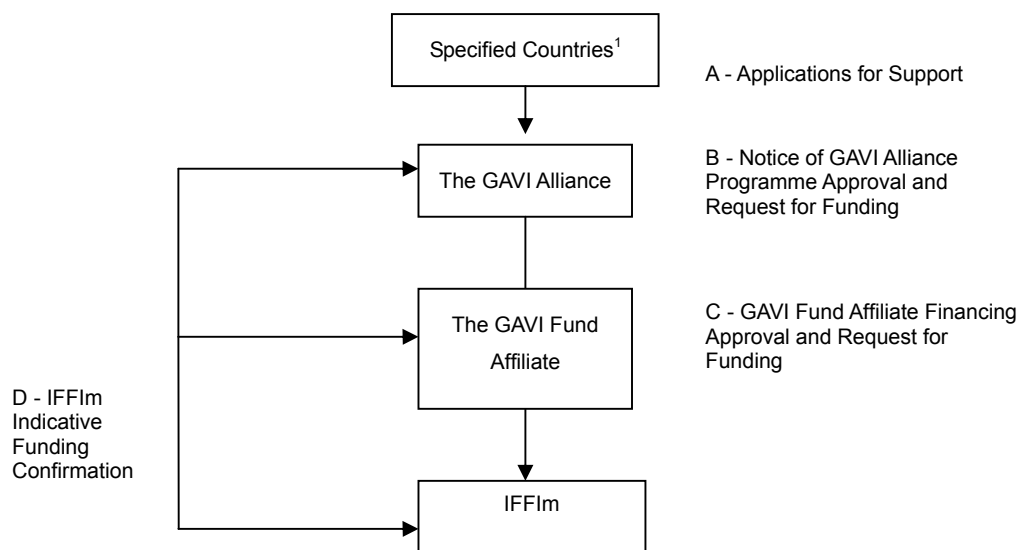 Specified Countries1
A - Applications for Support
The GAVI Alliance
B - Notice of GAVI Alliance
Programme Approval and
Request for Funding
The GAVI Fund
Affiliate
C - GAVI Fund Affiliate Financing
Approval and Request for
Funding
D - IFFIm
Indicative
Funding
Confirmation
IFFIm